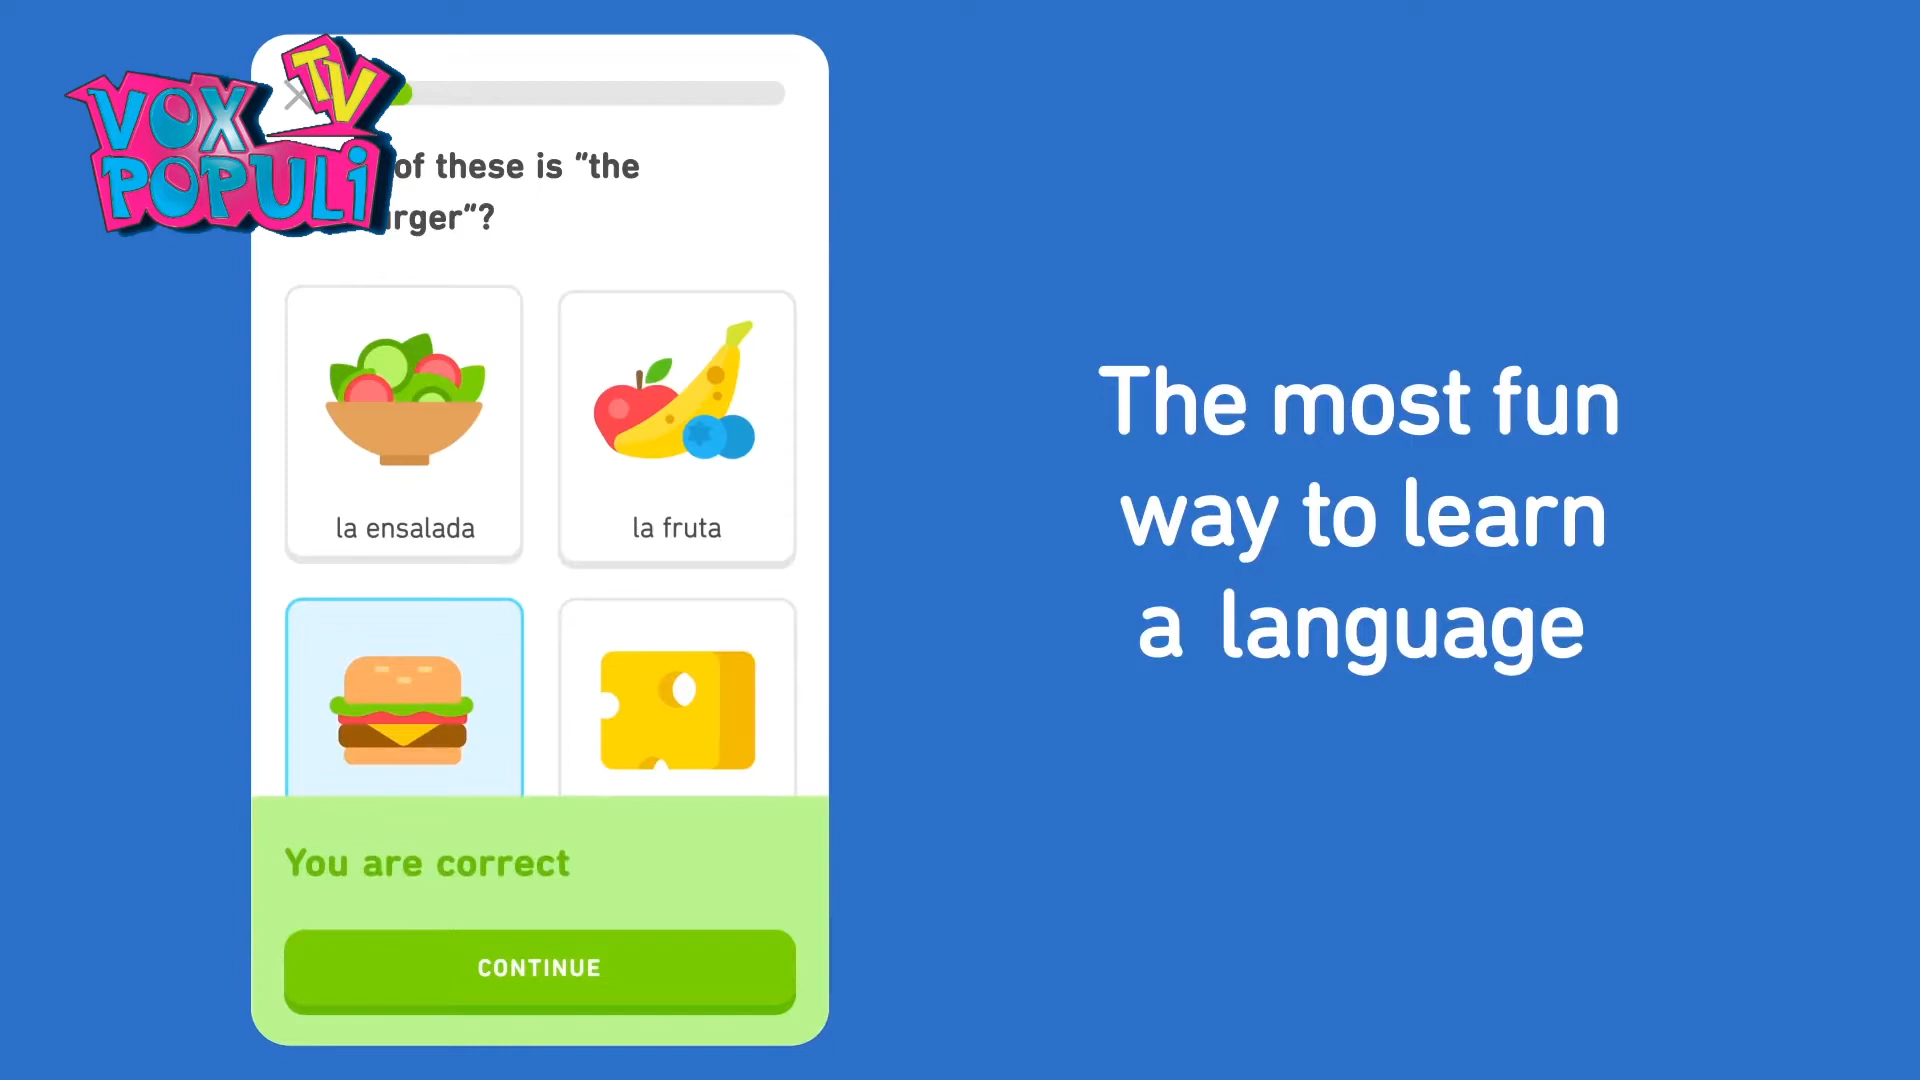 VOX TV
POPULi
of these is “the
rger”?
la ensalada
la fruta
You are correct
CONTINUE
The most fun
way to learn
a language